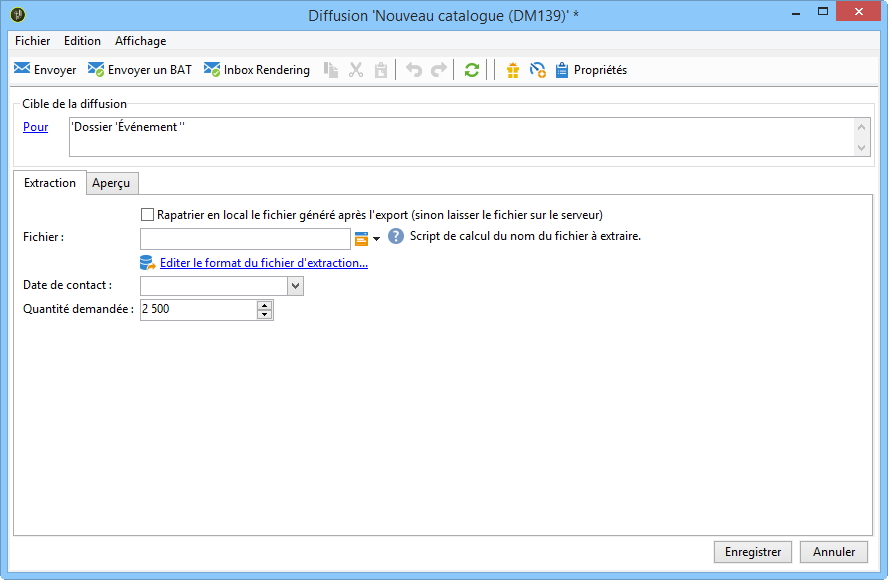 Diffusion 'Nouveau catalogue (DM139)' *
Fichier Edition Affichage
Envoyer Envoyer un BAT Inbox Rendering Propriétés
Cible de la diffusion
Pour 'Dossier 'Événement ''
Extraction Aperçu
Rapatrier en local le fichier généré après l'export (sinon laisser le fichier sur le serveur)
Fichier : Script de calcul du nom du fichier à extraire.
Editer le format du fichier d'extraction...
Date de contact :
Quantité demandée : 2 500
Enregistrer Annuler